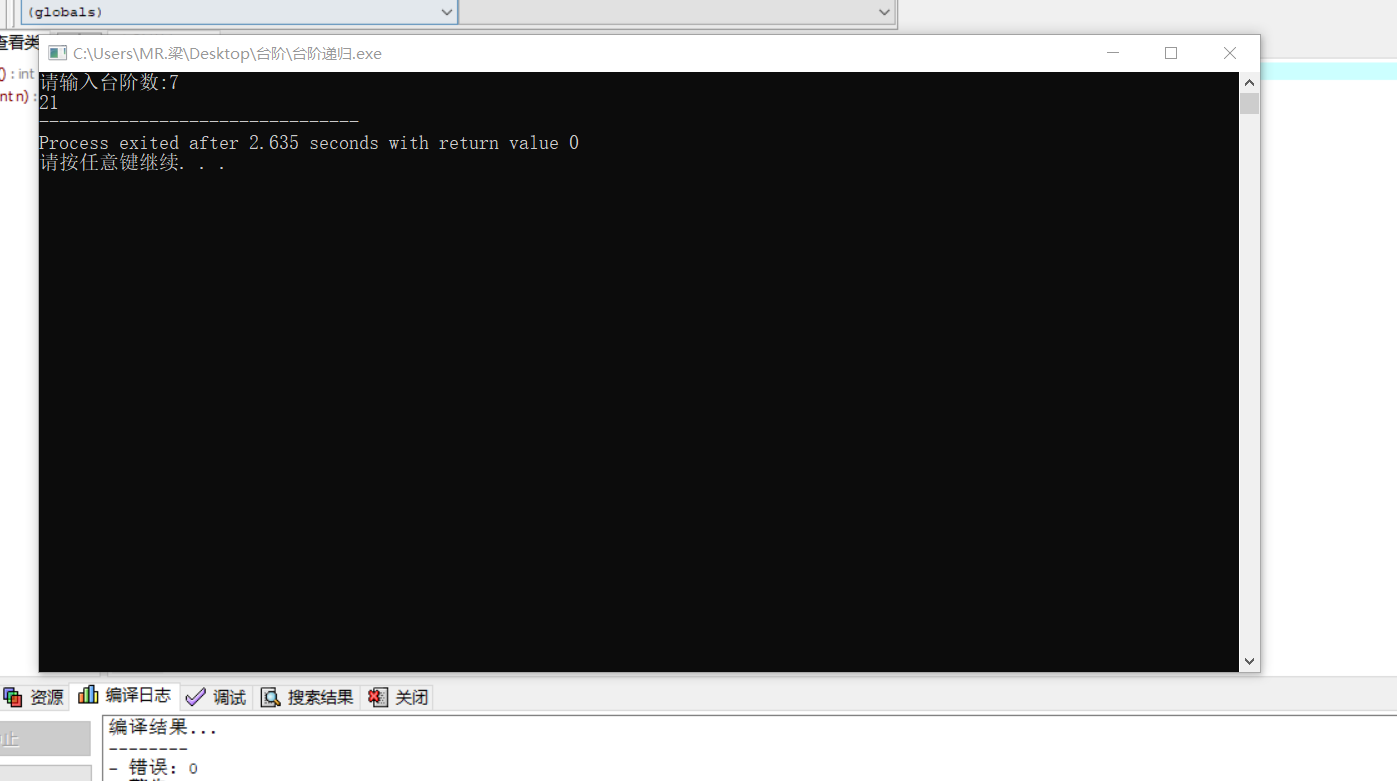 (globals)
查看类
C:\Users\MR.梁\Desktop\台阶\台阶递归.exe
() : int
int n) :
请输入台阶数:7
21
--------------------------------
Process exited after 2.635 seconds with return value 0
请按任意键继续. . .
资源 编译日志 调试 搜索结果 关闭
编译结果...
--------
- 错误: 0